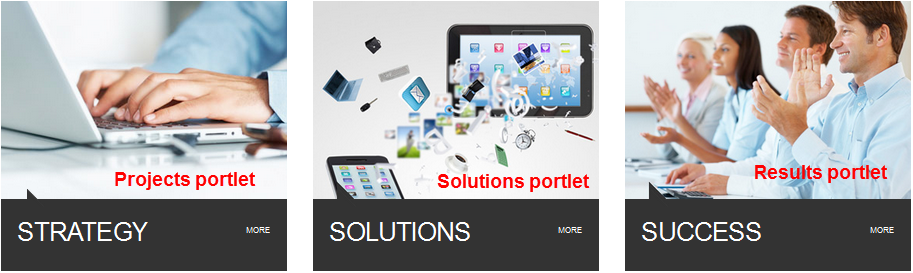 Projects portlet
STRATEGY
MORE
Solutions portlet
SOLUTIONS
MORE
Results portlet
SUCCESS
MORE